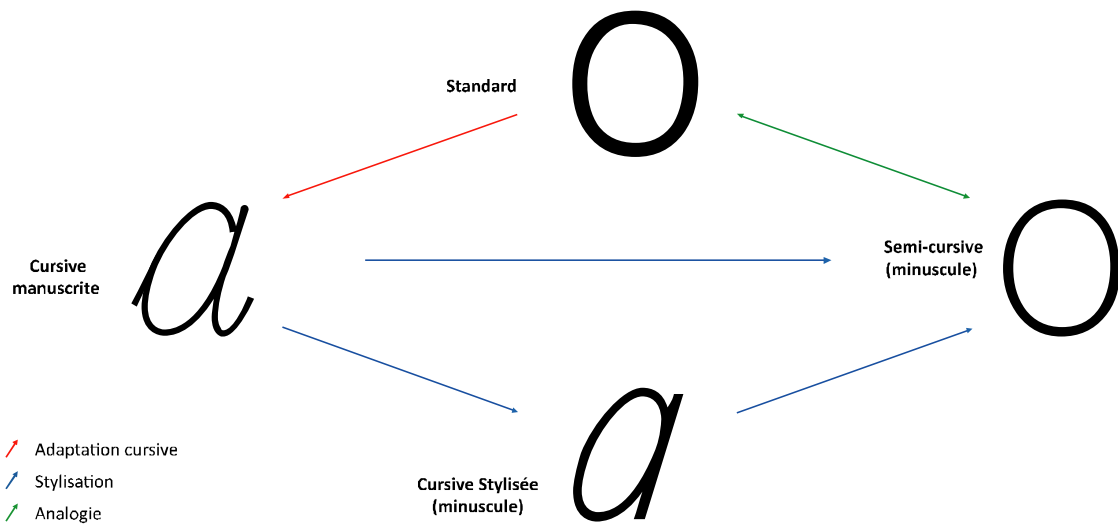 O
Standard
a
Cursive
manuscrite
Semi-cursive
(minuscule)
O
a
Cursive Stylisée
(minuscule)
Adaptation cursive
Stylisation
Analogie